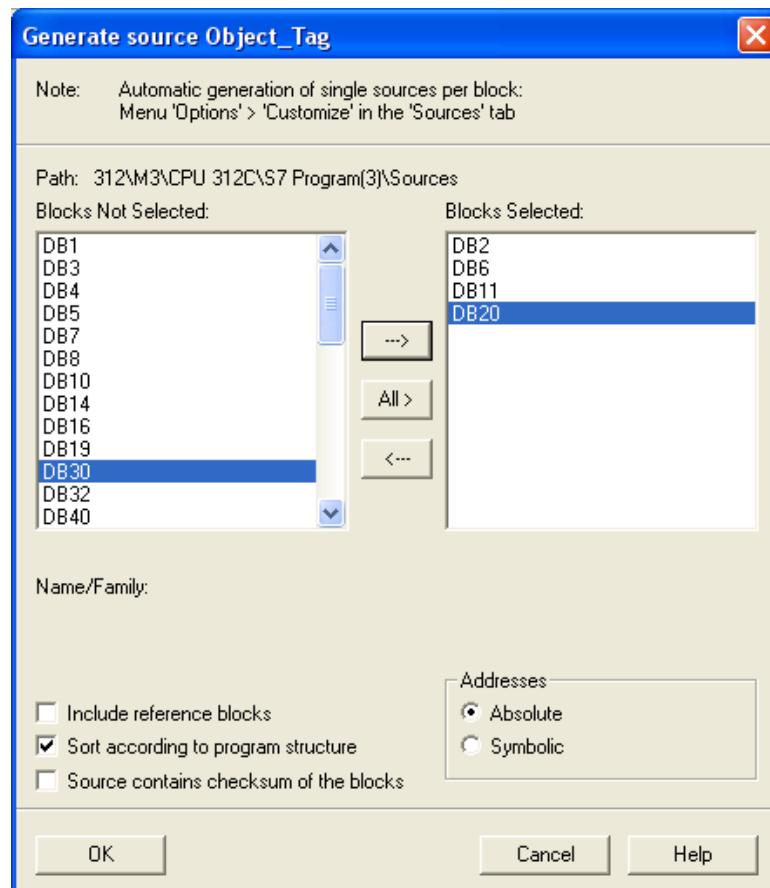 Generate source Object_Tag
Note: Automatic generation of single sources per block:
Menu 'Options' > 'Customize' in the 'Sources' tab
Path: 312\M3\CPU 312C\S7 Program(3)\Sources
Blocks Not Selected:
DB1
DB3
DB4
DB5
DB7
DB8
DB10
DB14
DB16
DB19
DB30
DB32
DB40
--->
All >
<---
Blocks Selected:
DB2
DB6
DB11
DB20
Name/Family:
Include reference blocks
Sort according to program structure
Source contains checksum of the blocks
Addresses
Absolute
Symbolic
OK
Cancel
Help